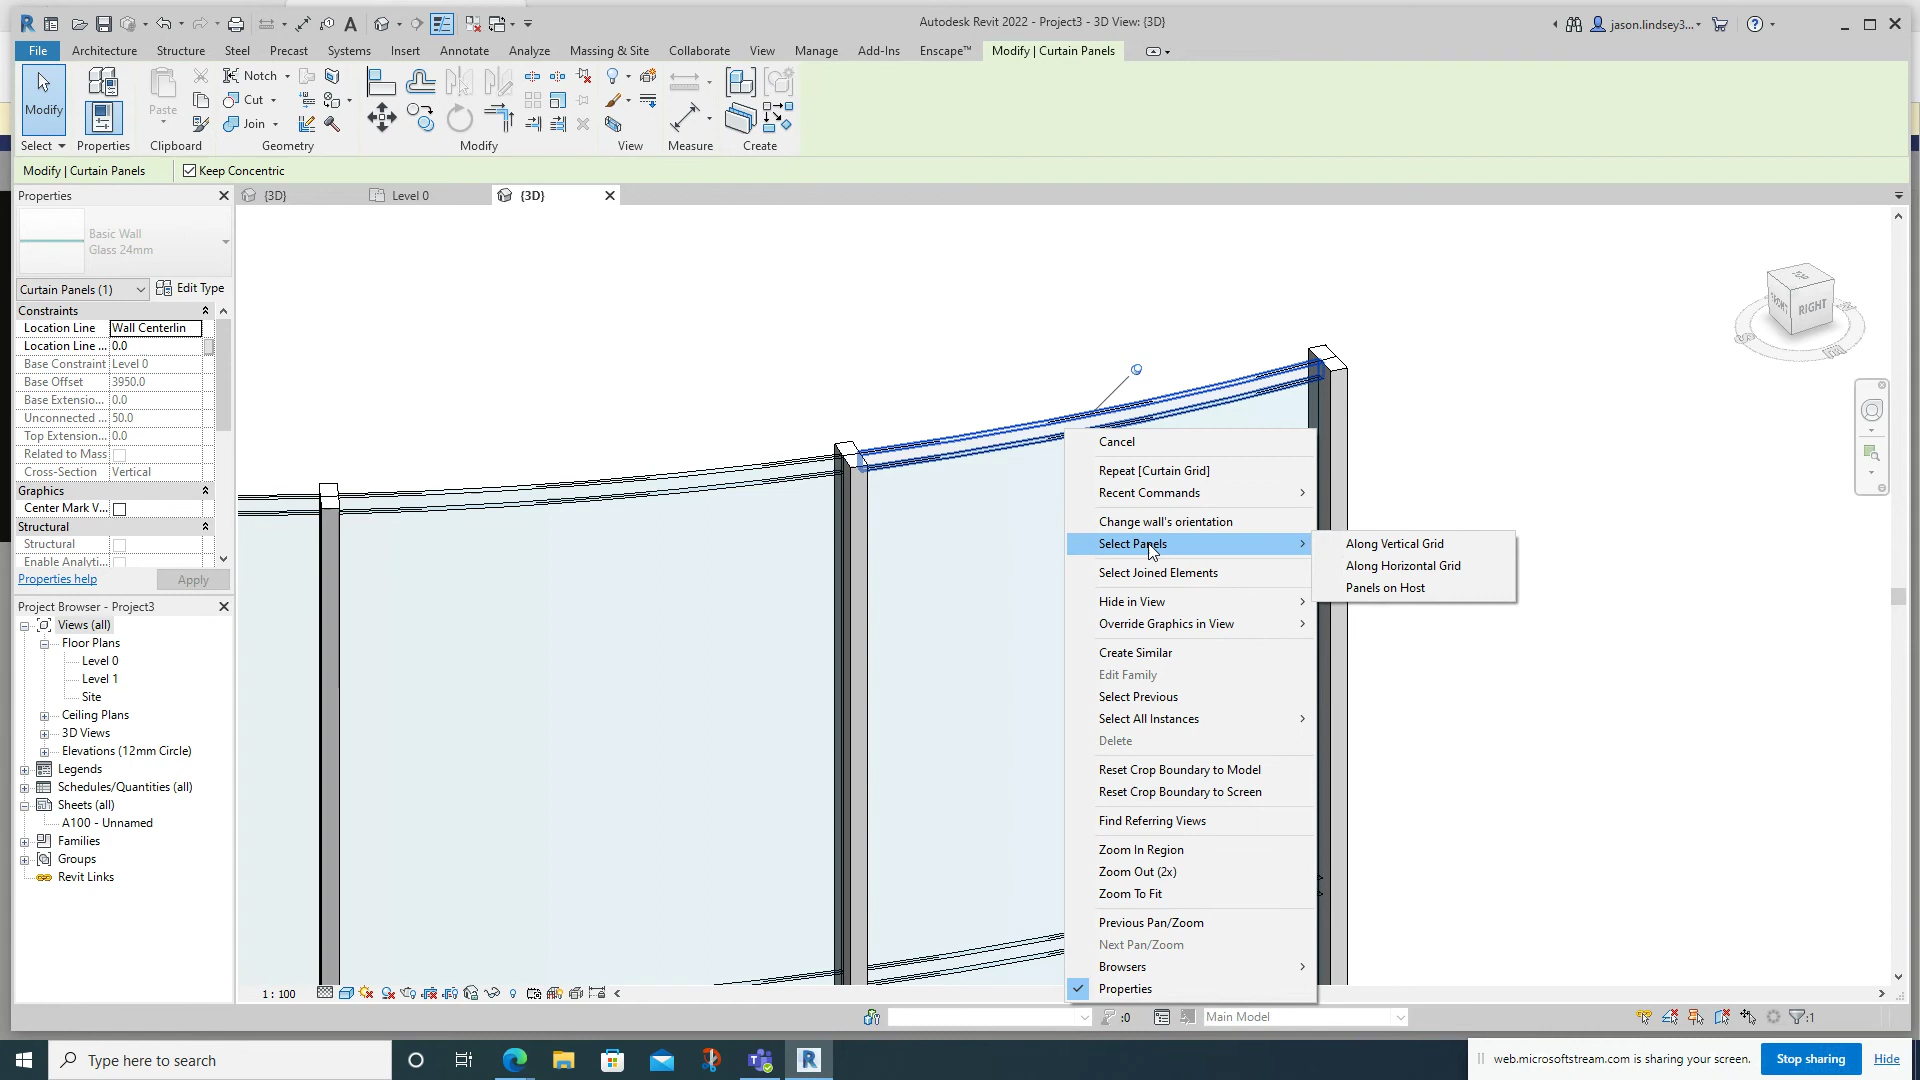 Autodesk Revit 2022 - Project3 - 3D View: {3D}
jason.lindsey3...
File Architecture Structure Steel Precast Systems Insert Annotate Analyze Massing & Site Collaborate View Manage Add-Ins Enscape™ Modify | Curtain Panels
Modify
Paste
Notch
Cut
Join
Select Properties Clipboard Geometry Modify View Measure Create
Modify | Curtain Panels Keep Concentric
Properties
{3D} Level 0 {3D}
Basic Wall
Glass 24mm
Curtain Panels (1) Edit Type
Constraints
Location Line Wall Centerlin
Location Line ... 0.0
Base Constraint Level 0
Base Offset 3950.0
Base Extensio... 0.0
Unconnected ... 50.0
Top Extension... 0.0
Related to Mass
Cross-Section Vertical
Graphics
Center Mark V...
Structural
Structural
Enable Analyti...
Properties help Apply
Project Browser - Project3
Views (all)
Floor Plans
Level 0
Level 1
Site
Ceiling Plans
3D Views
Elevations (12mm Circle)
Legends
Schedules/Quantities (all)
Sheets (all)
A100 - Unnamed
Families
Groups
Revit Links
TOP
FRONT RIGHT
Cancel
Repeat [Curtain Grid]
Recent Commands
Change wall's orientation
Select Panels
Select Joined Elements
Hide in View
Override Graphics in View
Create Similar
Edit Family
Select Previous
Select All Instances
Delete
Reset Crop Boundary to Model
Reset Crop Boundary to Screen
Find Referring Views
Zoom In Region
Zoom Out (2x)
Zoom To Fit
Previous Pan/Zoom
Next Pan/Zoom
Browsers
Properties
Along Vertical Grid
Along Horizontal Grid
Panels on Host
1 : 100
:0 Main Model :1
Type here to search
web.microsoftstream.com is sharing your screen. Stop sharing Hide